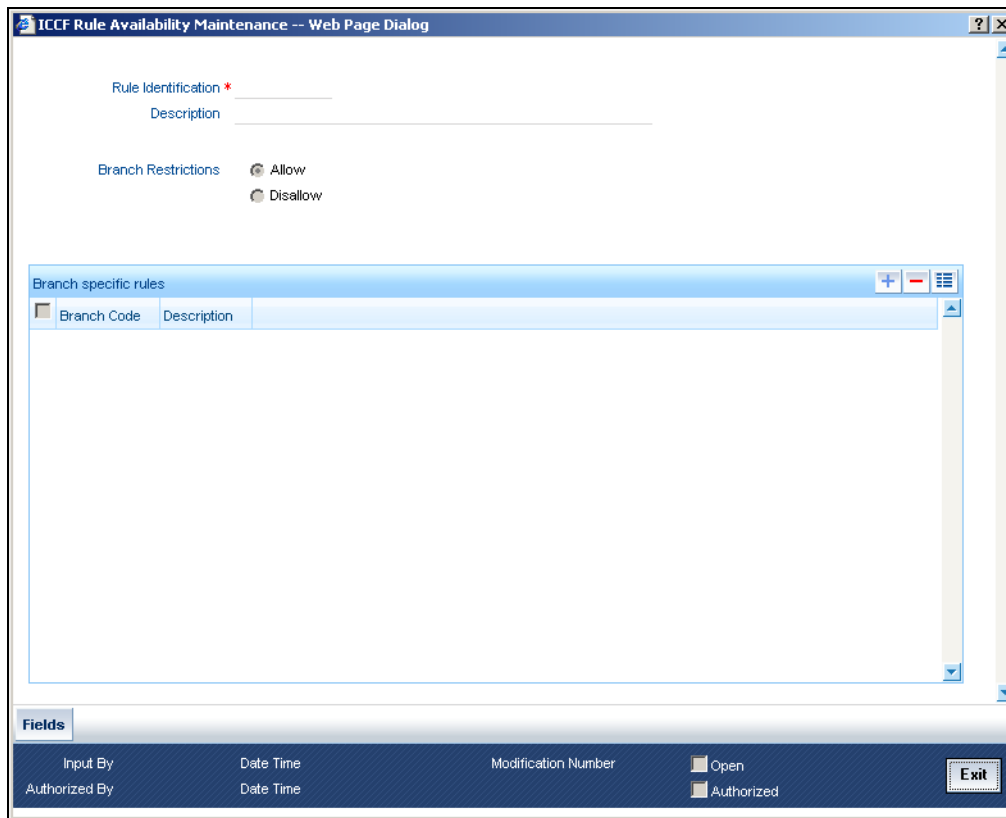 ICCF Rule Availability Maintenance -- Web Page Dialog
Rule Identification *
Description
Branch Restrictions
Allow
Disallow
Branch specific rules
Branch Code Description
Fields
Input By Date Time Modification Number Open
Authorized By Date Time Authorized
Exit